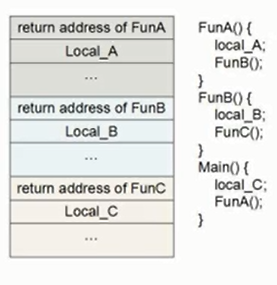 return address of FunA
Local_A
...
return address of FunB
Local_B
...
return address of FunC
Local_C
...
FunA() {
local_A;
FunB();
}
FunB() {
local_B;
FunC();
}
Main() {
local_C;
FunA();
}